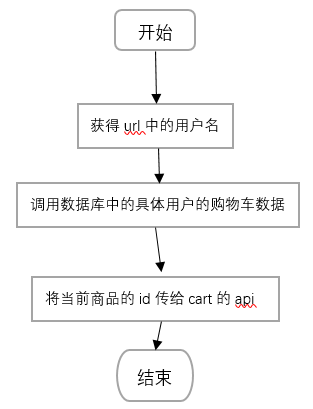 开始
获得 url 中的用户名
调用数据库中的具体用户的购物车数据
将当前商品的 id 传给 cart 的 api
结束